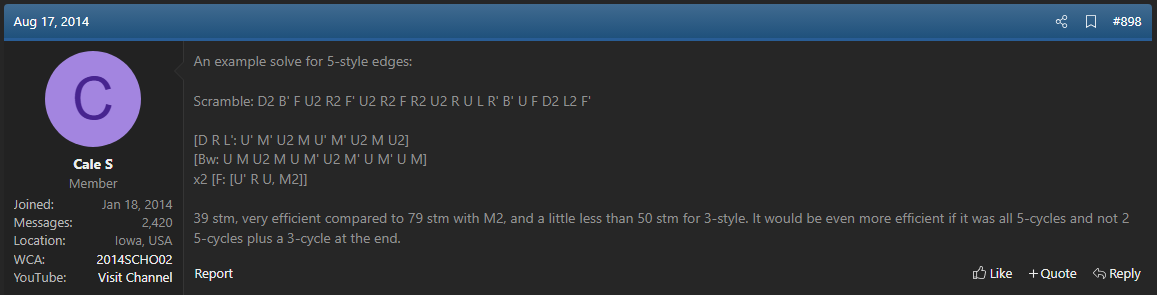 Aug 17, 2014
#898
C
Cale S
Member
Joined: Jan 18, 2014
Messages: 2,420
Location: Iowa, USA
WCA: 2014SCHO02
YouTube: Visit Channel
An example solve for 5-style edges:
Scramble: D2 B' F U2 R2 F' U2 R2 F R2 U2 R U L R' B' U F D2 L2 F'
[D R L': U' M' U2 M U' M' U2 M U2]
[Bw: U M U2 M U M' U2 M' U M' U M]
x2 [F: [U' R U, M2]]
39 stm, very efficient compared to 79 stm with M2, and a little less than 50 stm for 3-style. It would be even more efficient if it was all 5-cycles and not 2
5-cycles plus a 3-cycle at the end.
Report
Like
+Quote
Reply